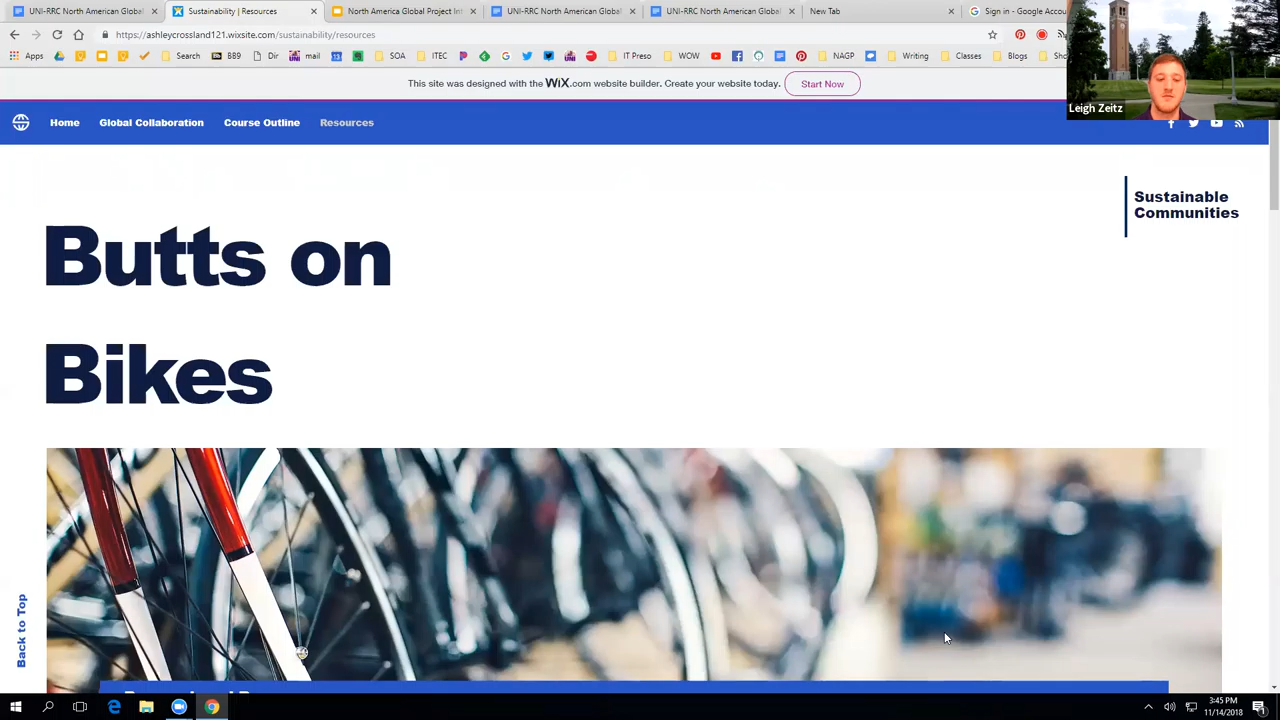 UNI-RRC North American Global
Sustainability | Resources
North America Global Project Int
UNI-RRC North American Global
UNI-RRC North American Global
New Tab
Sign in - Google Accou
https://ashleycrossland121.wixsite.com/sustainability/resources
Apps
Search
BB9
Dir
mail
SOA
ITEC
IT Preso
WOW
NAGP
Writing
Classes
Blogs
This site was designed with the WiX.com website builder. Create your website today.
Start Now
Leigh Zeitz
Home
Global Collaboration
Course Outline
Resources
Sustainable
Communities
Butts on
Bikes
Back to Top
3:45 PM
11/14/2018